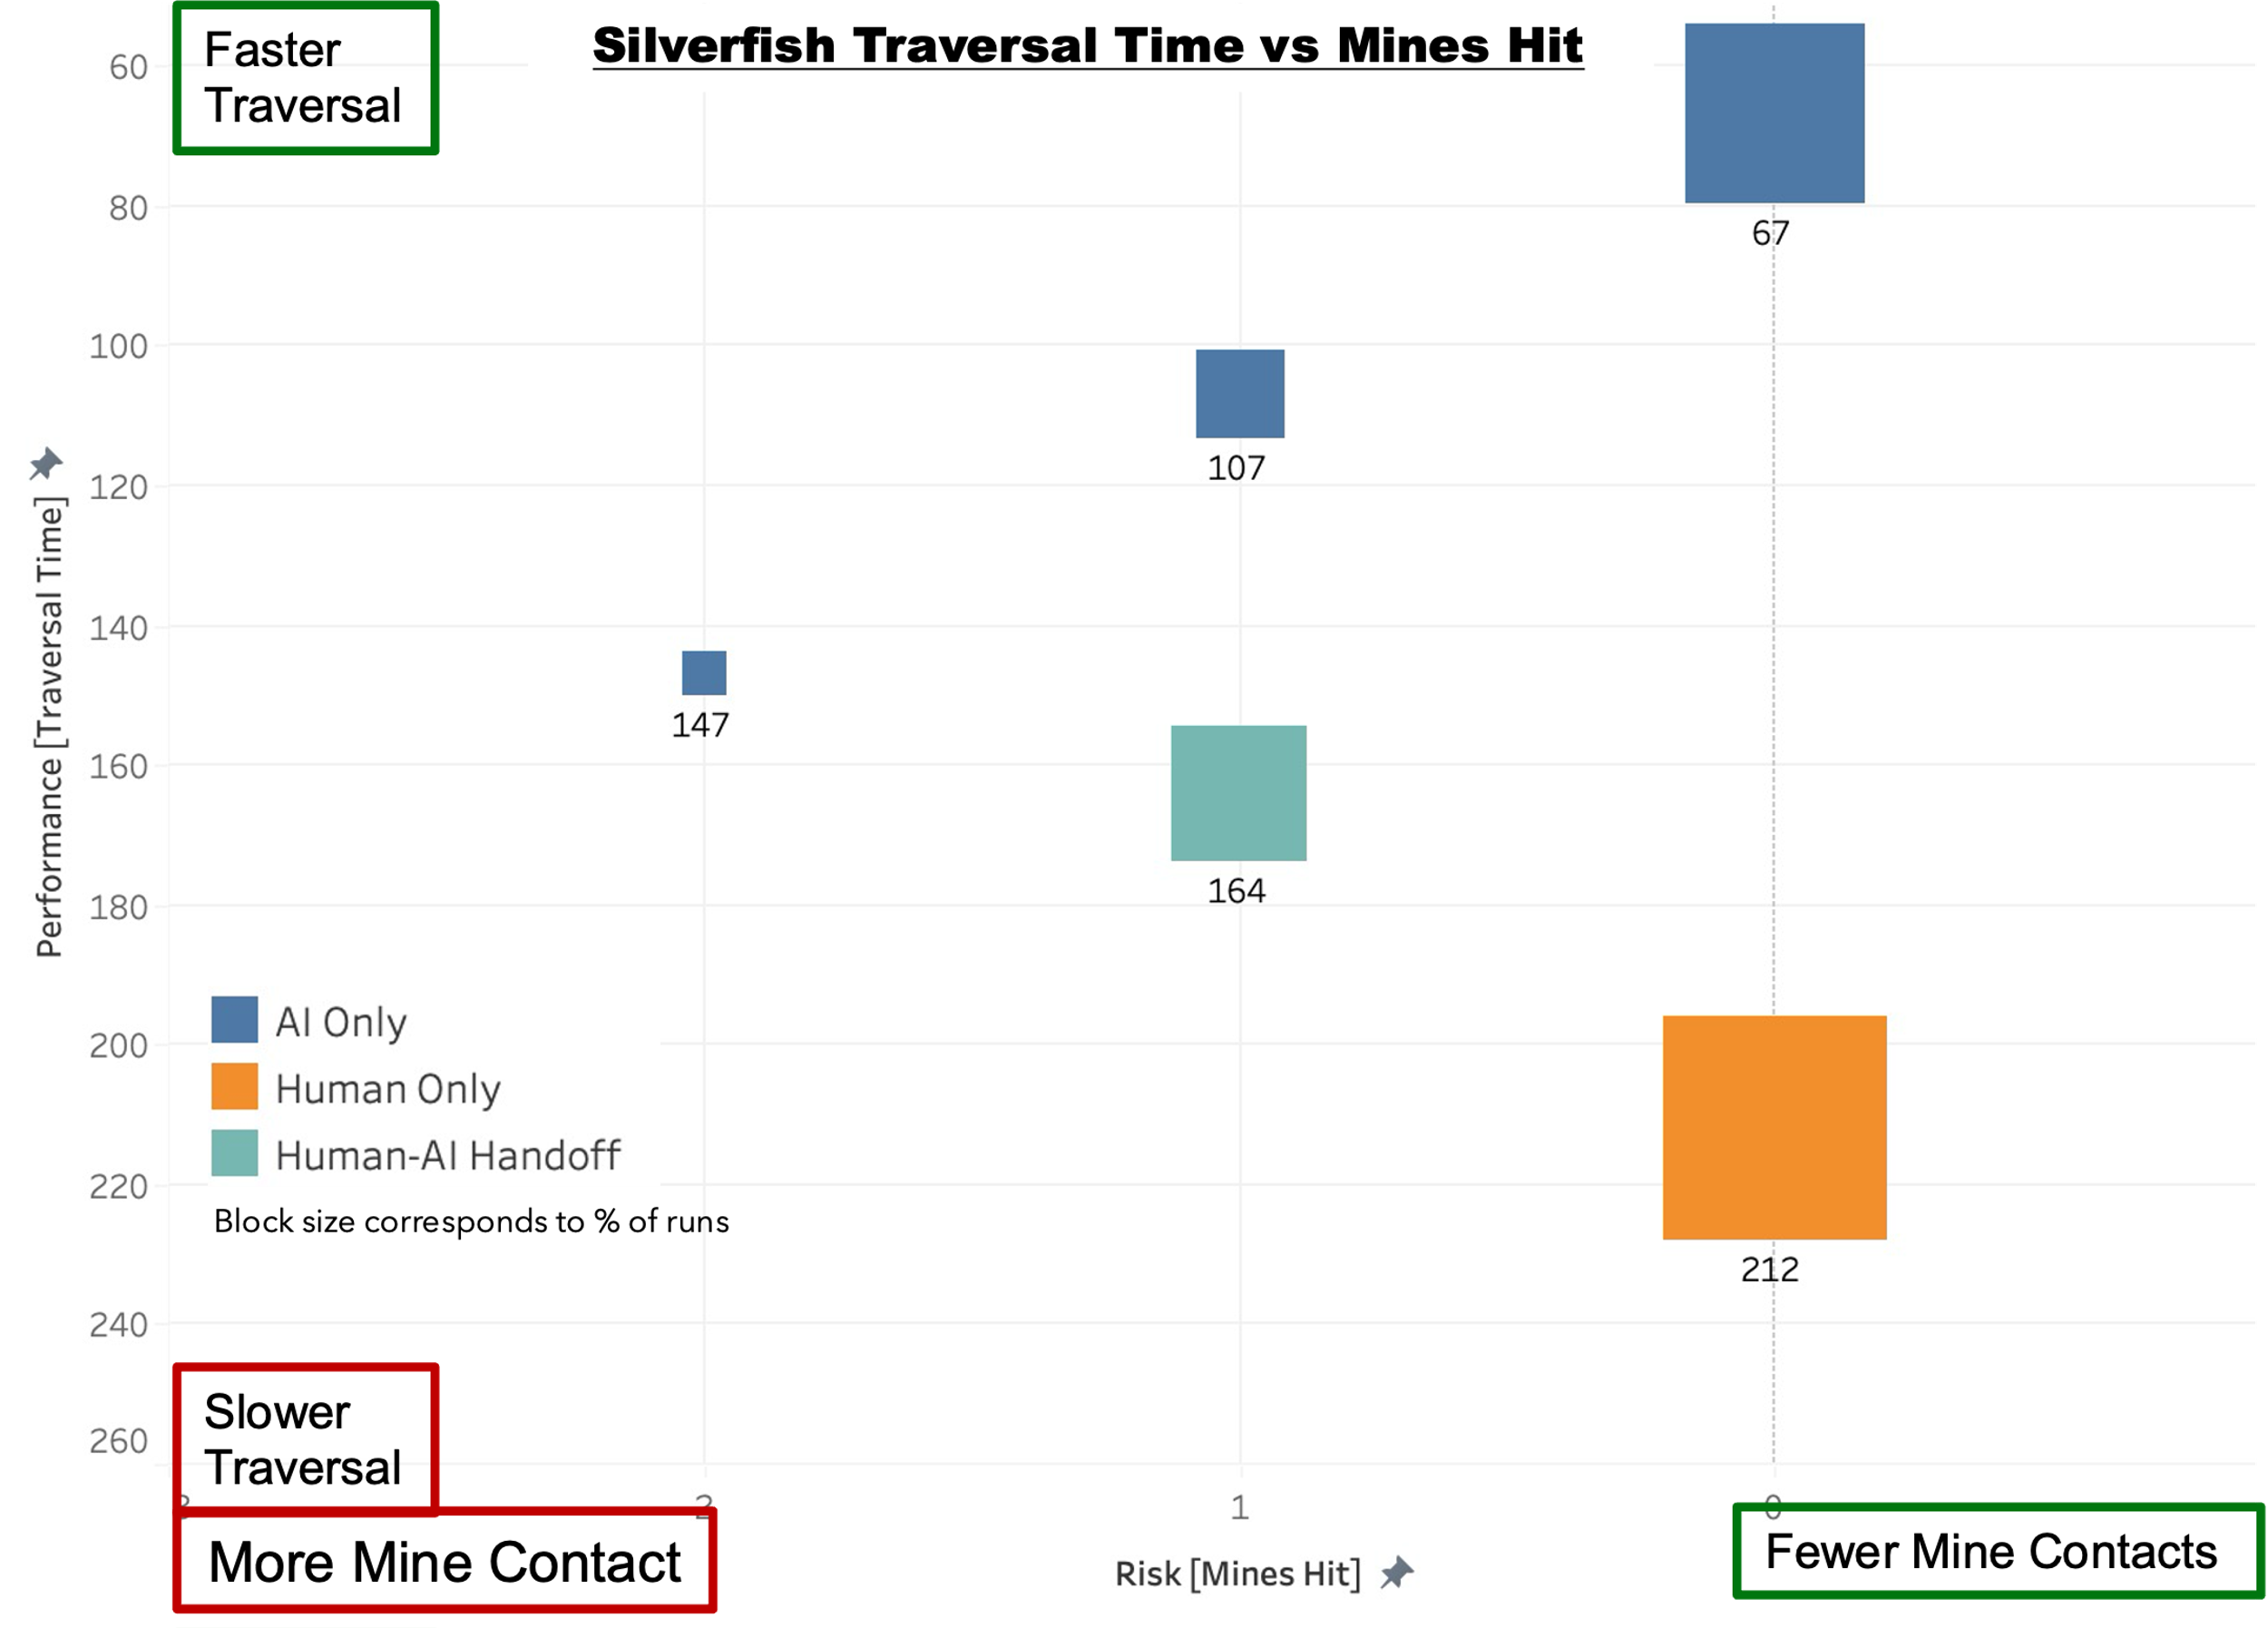 Silverfish Traversal Time vs Mines Hit
Faster
Traversal
60
80
100
120
140
160
180
200
220
240
260
Performance [Traversal Time]
67
107
147
164
212
AI Only
Human Only
Human-AI Handoff
Block size corresponds to % of runs
Slower
Traversal
2
1
0
More Mine Contact
Risk [Mines Hit]
Fewer Mine Contacts